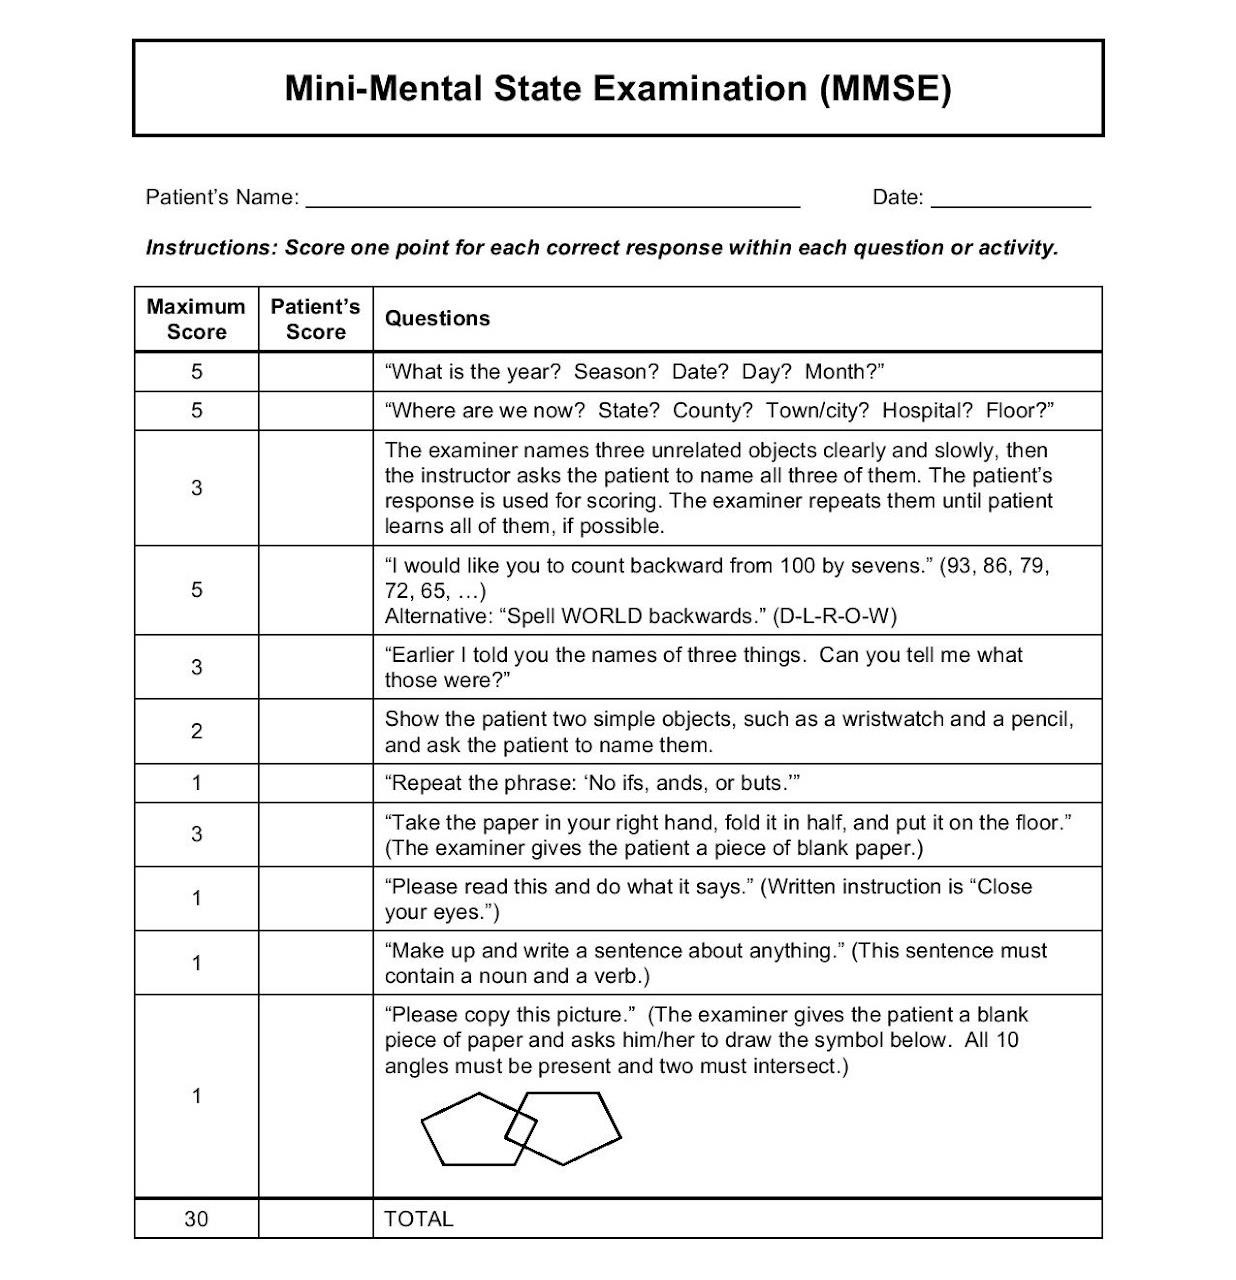 Mini-Mental State Examination (MMSE)
Patient’s Name: Date:
Instructions: Score one point for each correct response within each question or activity.
Maximum Score Patient’s Score Questions
5 “What is the year? Season? Date? Day? Month?”
5 “Where are we now? State? County? Town/city? Hospital? Floor?”
3
The examiner names three unrelated objects clearly and slowly, then
the instructor asks the patient to name all three of them. The patient’s
response is used for scoring. The examiner repeats them until patient
learns all of them, if possible.
5
“I would like you to count backward from 100 by sevens.” (93, 86, 79,
72, 65, …)
Alternative: “Spell WORLD backwards.” (D-L-R-O-W)
3
“Earlier I told you the names of three things. Can you tell me what
those were?”
2
Show the patient two simple objects, such as a wristwatch and a pencil,
and ask the patient to name them.
1 “Repeat the phrase: ‘No ifs, ands, or buts.’”
3
“Take the paper in your right hand, fold it in half, and put it on the floor.”
(The examiner gives the patient a piece of blank paper.)
1
“Please read this and do what it says.” (Written instruction is “Close
your eyes.”)
1
“Make up and write a sentence about anything.” (This sentence must
contain a noun and a verb.)
1
“Please copy this picture.” (The examiner gives the patient a blank
piece of paper and asks him/her to draw the symbol below. All 10
angles must be present and two must intersect.)
30 TOTAL